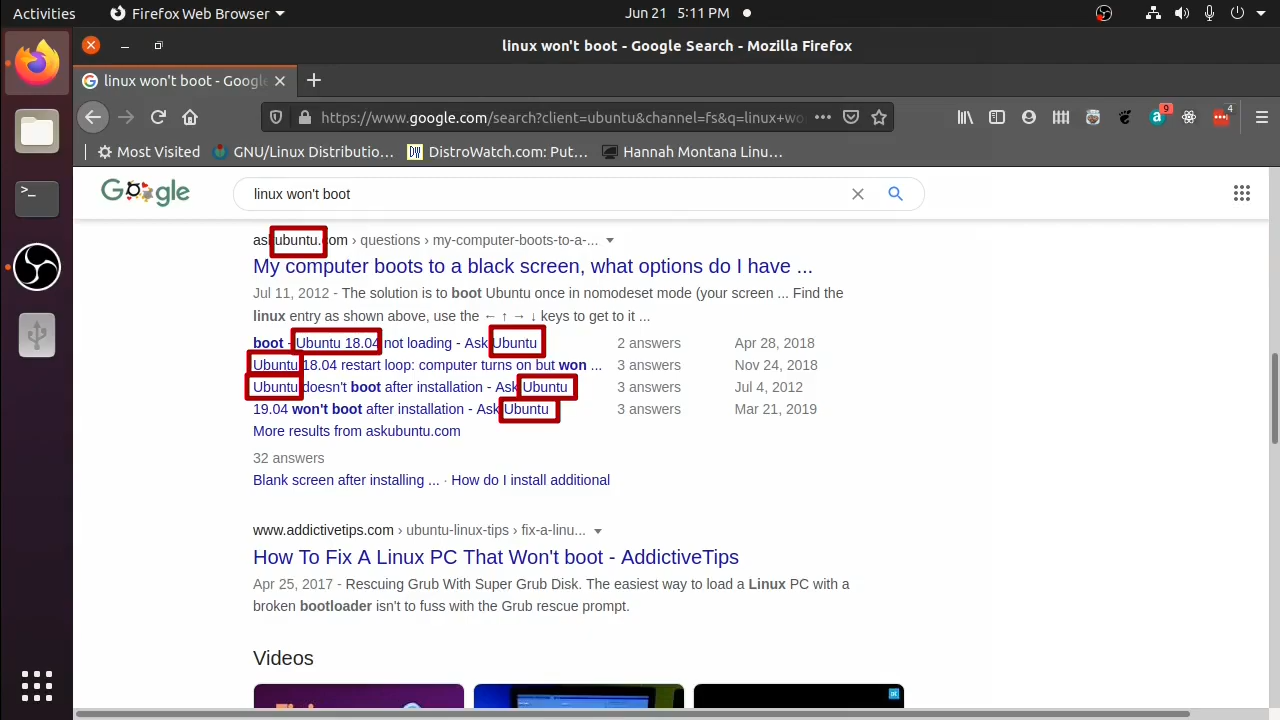 Activities Firefox Web Browser Jun 21 5:11 PM
linux won't boot - Google Search - Mozilla Firefox
linux won't boot - Google
https://www.google.com/search?client=ubuntu&channel=fs&q=linux+wo
9
4
Most Visited GNU/Linux Distributio... DistroWatch.com: Put... Hannah Montana Linu...
Google linux won't boot
askubuntu.com › questions › my-computer-boots-to-a-...
My computer boots to a black screen, what options do I have ...
Jul 11, 2012 - The solution is to boot Ubuntu once in nomodeset mode (your screen ... Find the
linux entry as shown above, use the ← ↑ → ↓ keys to get to it ...
boot - Ubuntu 18.04 not loading - Ask Ubuntu 2 answers Apr 28, 2018
Ubuntu 18.04 restart loop: computer turns on but won ... 3 answers Nov 24, 2018
Ubuntu doesn't boot after installation - Ask Ubuntu 3 answers Jul 4, 2012
19.04 won't boot after installation - Ask Ubuntu 3 answers Mar 21, 2019
More results from askubuntu.com
32 answers
Blank screen after installing ... · How do I install additional
www.addictivetips.com › ubuntu-linux-tips › fix-a-linu...
How To Fix A Linux PC That Won't boot - AddictiveTips
Apr 25, 2017 - Rescuing Grub With Super Grub Disk. The easiest way to load a Linux PC with a
broken bootloader isn't to fuss with the Grub rescue prompt.
Videos